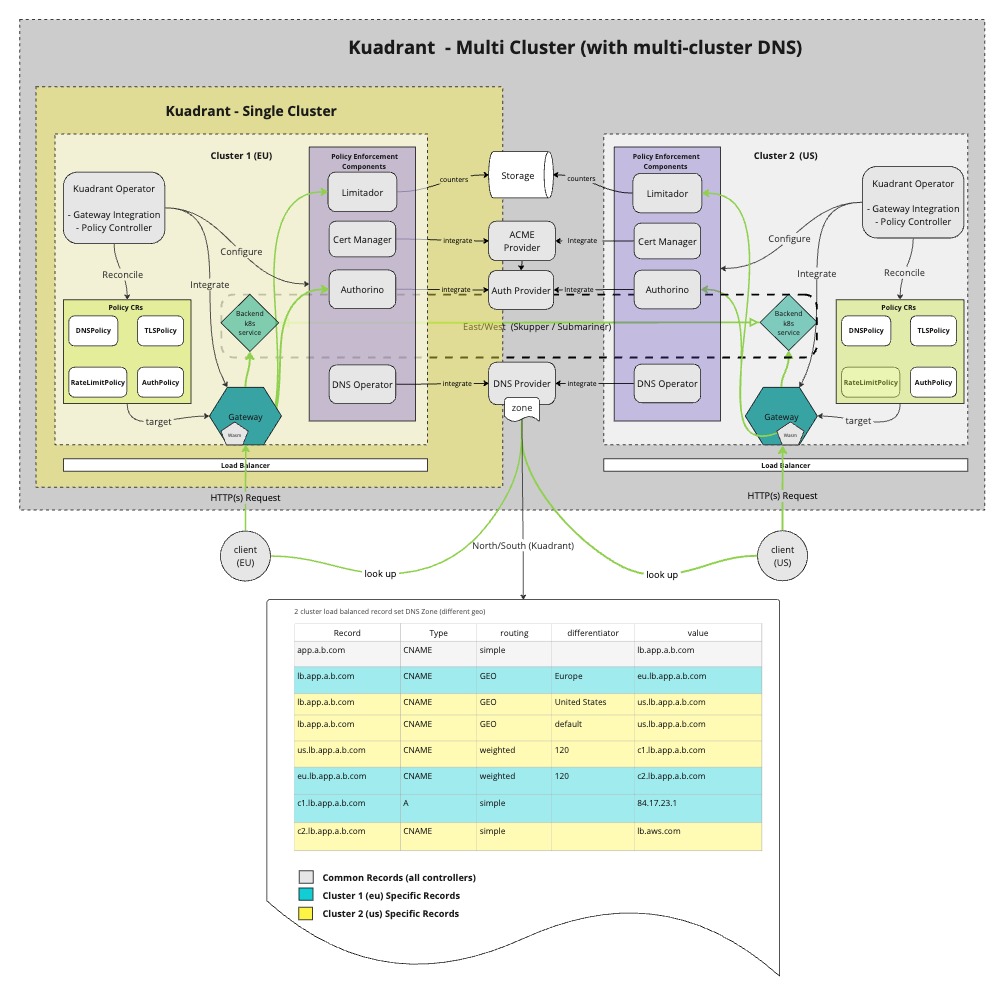 Kuadrant - Multi Cluster (with multi-cluster DNS)
Kuadrant - Single Cluster
Cluster 1 (EU)
Kuadrant Operator
- Gateway Integration
- Policy Controller
Configure
Reconcile
Integrate
Policy CRs
DNSPolicy
TLSPolicy
RateLimitPolicy
AuthPolicy
target
Backend
k8s
service
Gateway
Wasm
Policy Enforcement
Components
Limitador
Cert Manager
Authorino
DNS Operator
Load Balancer
HTTP(s) Request
client
(EU)
look up
counters
Storage
counters
integrate
ACME
Provider
Integrate
integrate
Auth Provider
Integrate
East/West (Skupper / Submariner)
integrate
DNS Provider
integrate
zone
Cluster 2 (US)
Policy Enforcement
Components
Limitador
Cert Manager
Authorino
DNS Operator
Kuadrant Operator
- Gateway Integration
- Policy Controller
Configure
Integrate
Reconcile
Backend
k8s
service
Policy CRs
DNSPolicy
TLSPolicy
RateLimitPolicy
AuthPolicy
target
Gateway
Wasm
Load Balancer
HTTP(s) Request
client
(US)
look up
North/South (Kuadrant)
2 cluster load balanced record set DNS Zone (different geo)
Record Type routing differentiator value
app.a.b.com CNAME simple lb.app.a.b.com
lb.app.a.b.com CNAME GEO Europe eu.lb.app.a.b.com
lb.app.a.b.com CNAME GEO United States us.lb.app.a.b.com
lb.app.a.b.com CNAME GEO default us.lb.app.a.b.com
us.lb.app.a.b.com CNAME weighted 120 c1.lb.app.a.b.com
eu.lb.app.a.b.com CNAME weighted 120 c2.lb.app.a.b.com
c1.lb.app.a.b.com A simple 84.17.23.1
c2.lb.app.a.b.com CNAME simple lb.aws.com
Common Records (all controllers)
Cluster 1 (eu) Specific Records
Cluster 2 (us) Specific Records